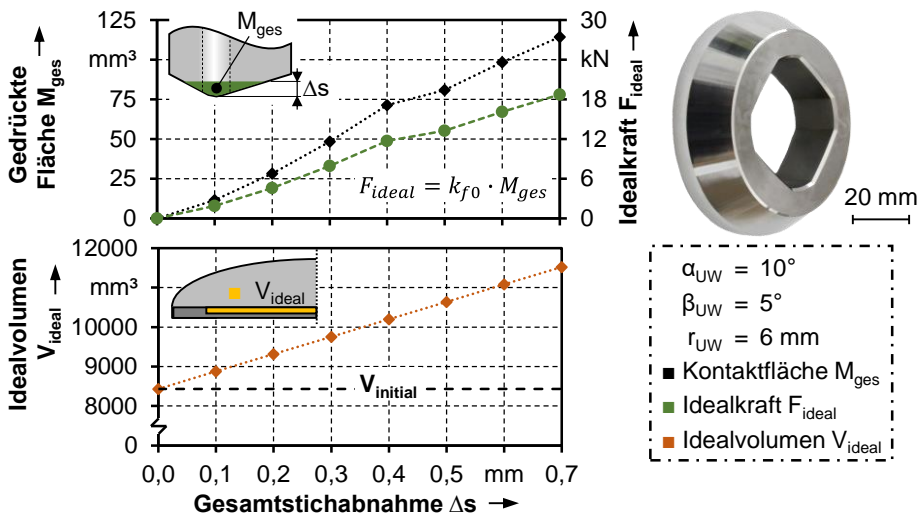 Gedrückte
Fläche M_ges
125
mm³
75
50
25
0
M_ges
Δs
F_ideal = k_f0 · M_ges
30
kN
24
18
12
6
0
Idealkraft F_ideal
20 mm
Idealvolumen
V_ideal
12000
mm³
10000
9000
8000
0
V_ideal
V_initial
0,0
0,1
0,2
0,3
0,4
0,5
mm
0,7
Gesamtstichabnahme Δs
α_UW = 10°
β_UW = 5°
r_UW = 6 mm
Kontaktfläche M_ges
Idealkraft F_ideal
Idealvolumen V_ideal